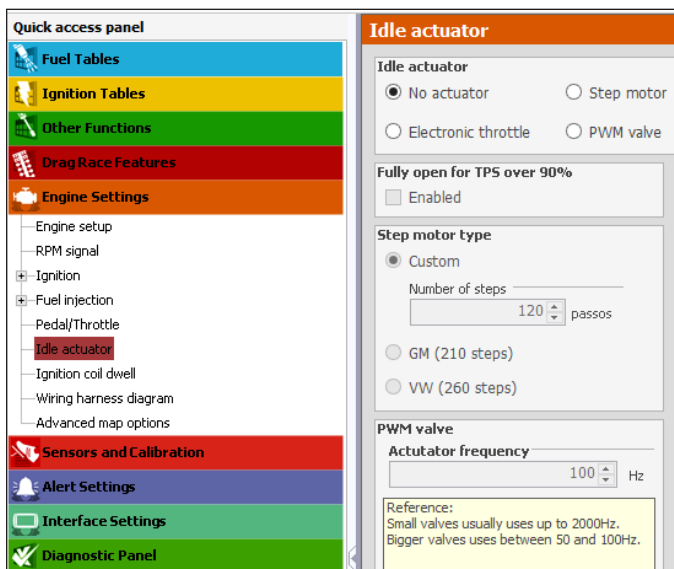 Quick access panel
Fuel Tables
Ignition Tables
Other Functions
Drag Race Features
Engine Settings
Engine setup
RPM signal
Ignition
Fuel injection
Pedal/Throttle
Idle actuator
Ignition coil dwell
Wiring harness diagram
Advanced map options
Sensors and Calibration
Alert Settings
Interface Settings
Diagnostic Panel
Idle actuator
Idle actuator
No actuator Step motor
Electronic throttle PWM valve
Fully open for TPS over 90%
Enabled
Step motor type
Custom
Number of steps
120 passos
GM (210 steps)
VW (260 steps)
PWM valve
Actutator frequency
100 Hz
Reference:
Small valves usually uses up to 2000Hz.
Bigger valves uses between 50 and 100Hz.